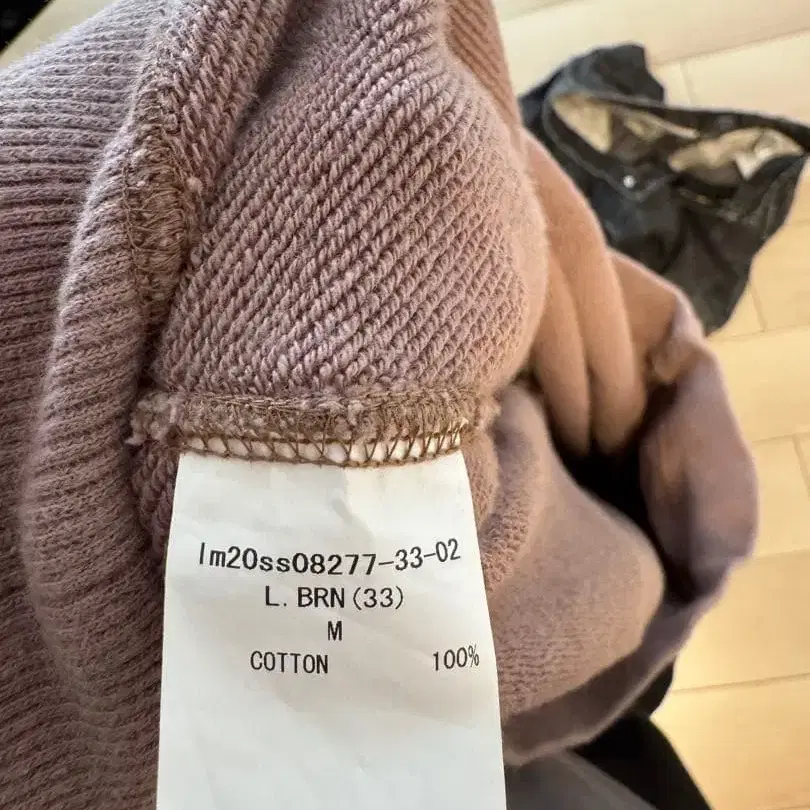 lm20ss08277-33-02
L. BRN (33)
M
COTTON 100%